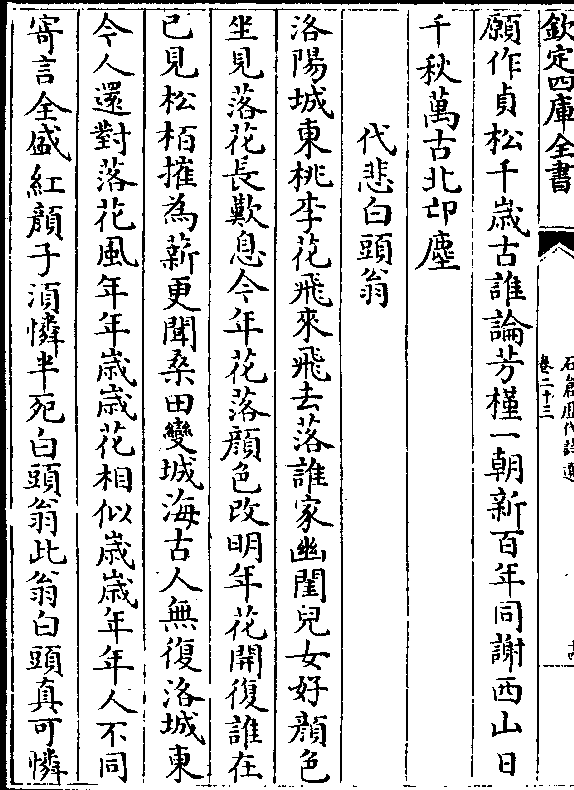 欽定四庫全書
石倉歷代詩選
卷二十三
願作貞松千歳古誰論芳槿一朝新百年同謝西山日
千秋萬古北邙塵
代悲白頭翁
洛陽城東桃李花飛來飛去落誰家幽閨兒女好顔色
坐見落花長歎息今年花落顔色改明年花開復誰在
已見松栢摧為薪更聞桑田變城海古人無復洛城東
今人還對落花風年年歳歳花相似歳歳年年人不同
寄言全盛紅顔子湏憐半死白頭翁此翁白頭真可憐